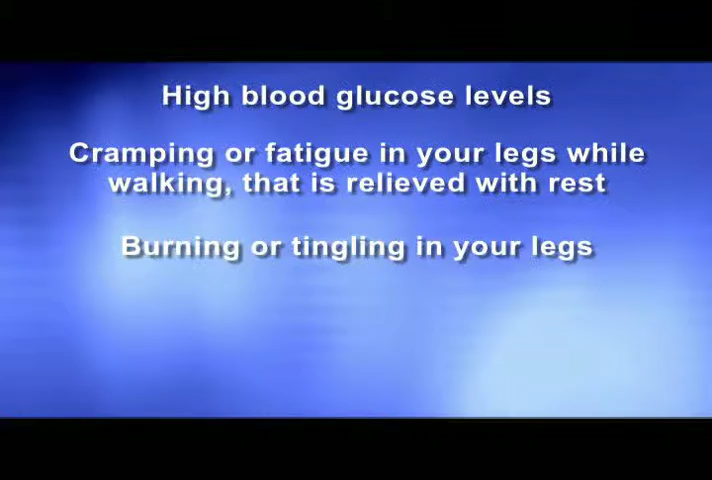 High blood glucose levels
Cramping or fatigue in your legs while
walking, that is relieved with rest
Burning or tingling in your legs